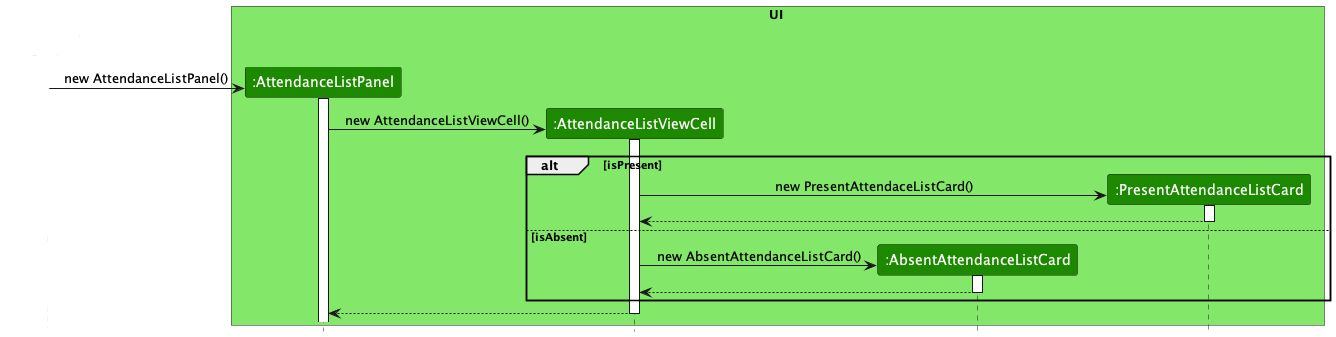 UI
new AttendanceListPanel()
:AttendanceListPanel
new AttendanceListViewCell()
:AttendanceListViewCell
alt
[isPresent]
new PresentAttendaceListCard()
:PresentAttendanceListCard
[isAbsent]
new AbsentAttendanceListCard()
:AbsentAttendanceListCard